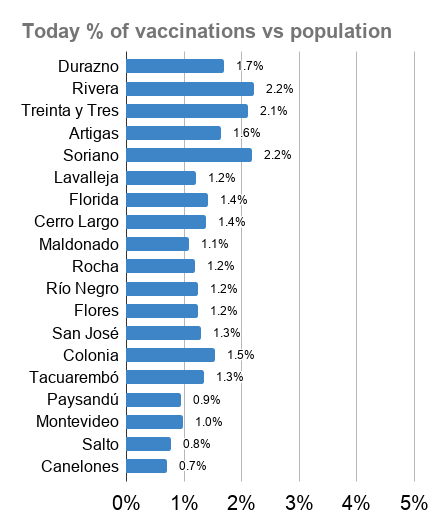 Today % of vaccinations vs population
Durazno 1.7%
Rivera 2.2%
Treinta y Tres 2.1%
Artigas 1.6%
Soriano 2.2%
Lavalleja 1.2%
Florida 1.4%
Cerro Largo 1.4%
Maldonado 1.1%
Rocha 1.2%
Río Negro 1.2%
Flores 1.2%
San José 1.3%
Colonia 1.5%
Tacuarembó 1.3%
Paysandú 0.9%
Montevideo 1.0%
Salto 0.8%
Canelones 0.7%
0% 1% 2% 3% 4% 5%